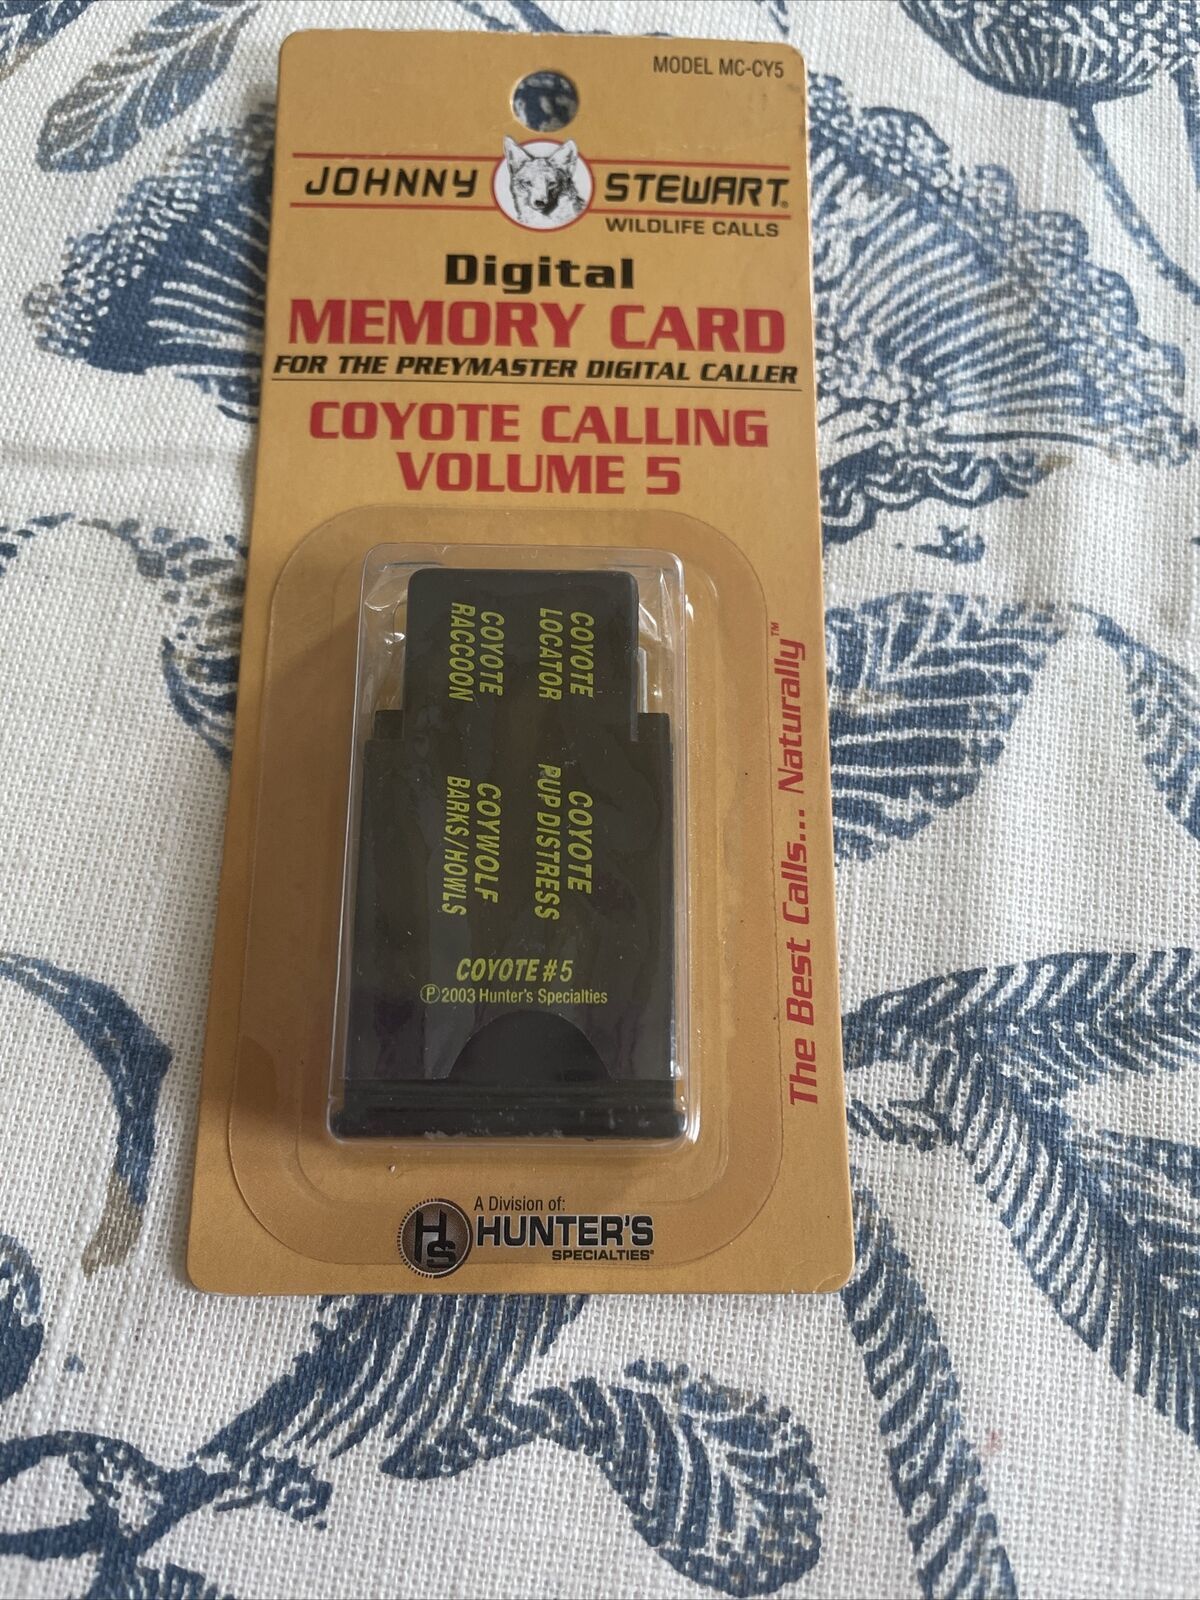 MODEL MC-CY5
JOHNNY STEWART®
WILDLIFE CALLS
Digital
MEMORY CARD
FOR THE PREYMASTER DIGITAL CALLER
COYOTE CALLING
VOLUME 5
COYOTE
LOCATOR
COYOTE
RACCOON
COYOTE
PUP DISTRESS
COYWOLF
BARKS/HOWLS
COYOTE #5
℗2003 Hunter's Specialties
The Best Calls... Naturally™
A Division of:
HS HUNTER'S
SPECIALTIES®